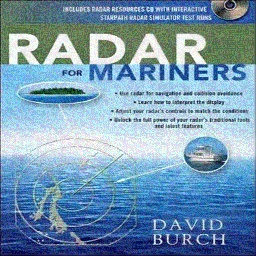 INCLUDES RADAR RESOURCES CD WITH INTERACTIVE
STARPATH RADAR SIMULATOR TEST RUNS
RADAR
FOR MARINERS
• Use radar for navigation and collision avoidance
• Learn how to interpret the display
• Adjust your radar's controls to match the conditions
• Unlock the full power of your radar's traditional tools
and latest features
DAVID
BURCH